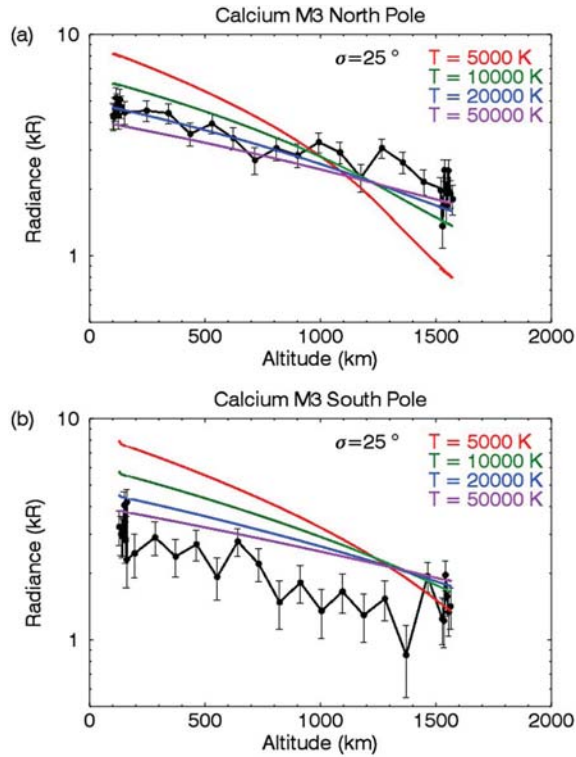 Calcium M3 North Pole
(a)
σ=25 °
T = 5000 K
T = 10000 K
T = 20000 K
T = 50000 K
10
1
Radiance (kR)
0 500 1000 1500 2000
Altitude (km)
Calcium M3 South Pole
(b)
σ=25 °
T = 5000 K
T = 10000 K
T = 20000 K
T = 50000 K
10
1
Radiance (kR)
0 500 1000 1500 2000
Altitude (km)